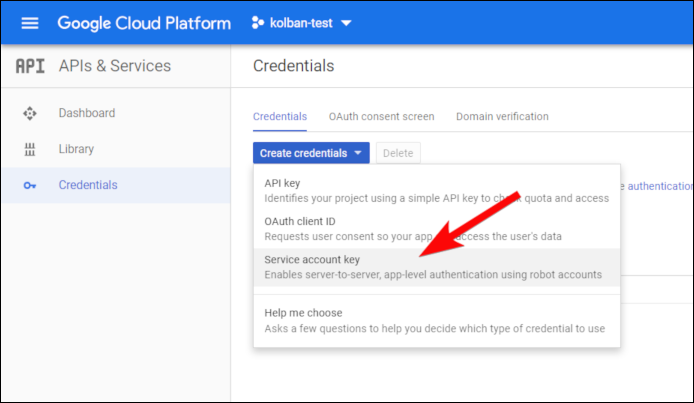 Google Cloud Platform
kolban-test
API
APIs & Services
Credentials
Dashboard
Library
Credentials
Credentials
OAuth consent screen
Domain verification
Create credentials
Delete
API key
Identifies your project using a simple API key to check quota and access
e authentication
OAuth client ID
Requests user consent so your app access the user's data
Service account key
Enables server-to-server, app-level authentication using robot accounts
Help me choose
Asks a few questions to help you decide which type of credential to use